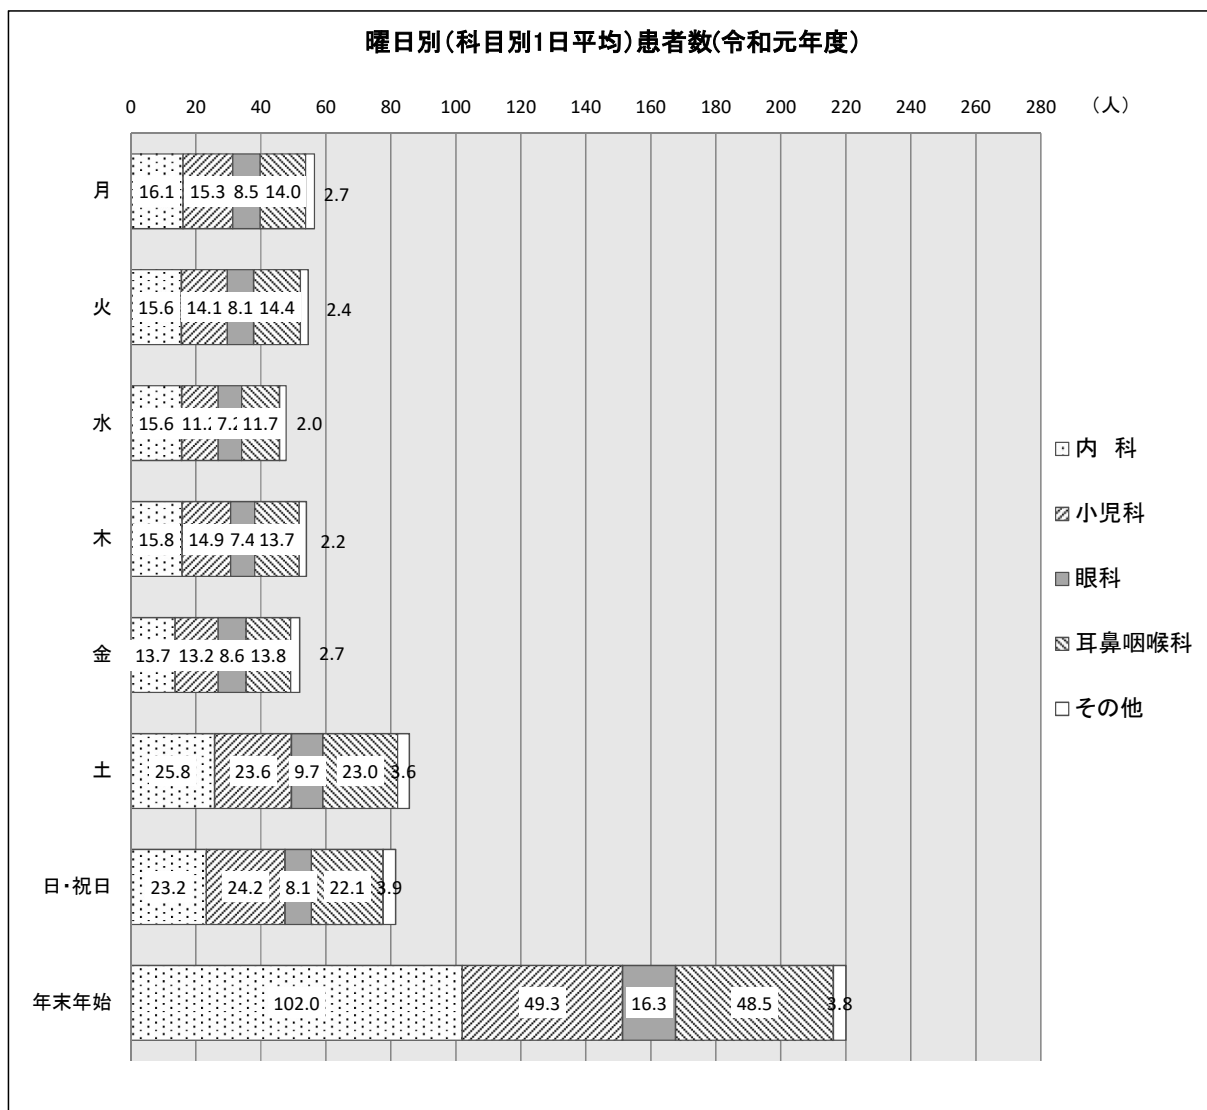 曜日別(科目別1日平均)患者数(令和元年度)
0 20 40 60 80 100 120 140 160 180 200 220 240 260 280 (人)
月 16.1 15.3 8.5 14.0 2.7
火 15.6 14.1 8.1 14.4 2.4
水 15.6 11.2 7.2 11.7 2.0
木 15.8 14.9 7.4 13.7 2.2
金 13.7 13.2 8.6 13.8 2.7
土 25.8 23.6 9.7 23.0 3.6
日・祝日 23.2 24.2 8.1 22.1 3.9
年末年始 102.0 49.3 16.3 48.5 3.8
内 科
小児科
眼科
耳鼻咽喉科
その他